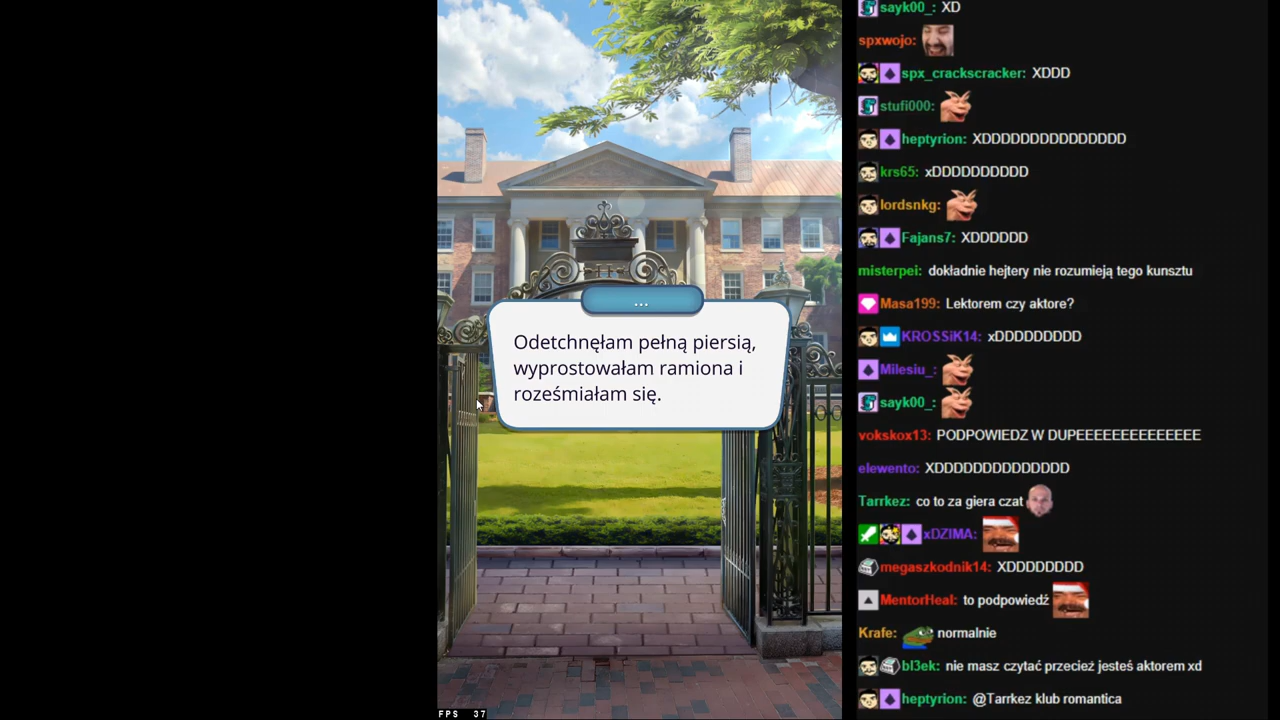 ...
Odetchnęłam pełną piersią,
wyprostowałam ramiona i
roześmiałam się.
FPS 37
sayk00_: XD
spxwojo:
spx_crackscracker: XDDD
stufi000:
heptyrion: XDDDDDDDDDDDDDDD
krs65: xDDDDDDDDDD
lordsnkg:
Fajans7: XDDDDDD
misterpei: dokładnie hejtery nie rozumieją tego kunsztu
Masa199: Lektorem czy aktore?
KROSSiK14: xDDDDDDDDD
Milesiu_:
sayk00_:
vokskox13: PODPOWIEDZ W DUPEEEEEEEEEEEEEE
elewento: XDDDDDDDDDDDDDD
Tarrkez: co to za giera czat
xDZIMA:
megaszkodnik14: XDDDDDDDD
MentorHeal: to podpowiedź
Krafe: normalnie
bl3ek: nie masz czytać przecież jesteś aktorem xd
heptyrion: @Tarrkez klub romantica